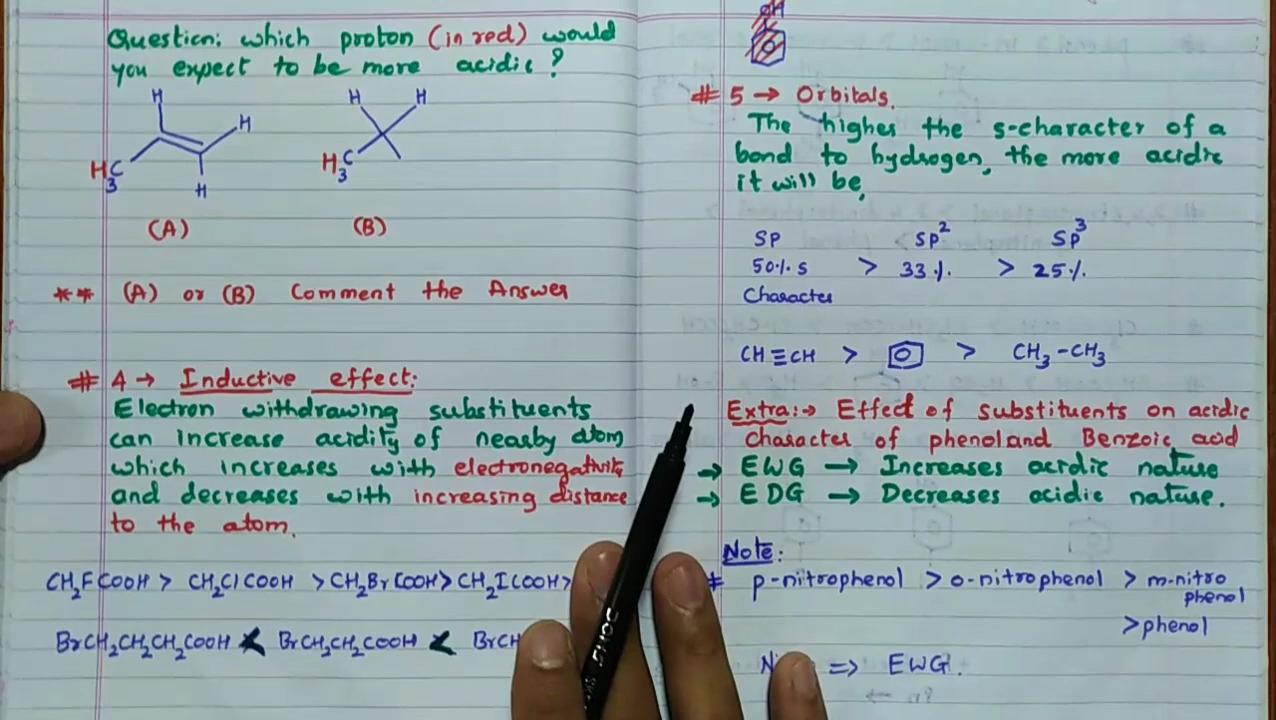 Question: which proton (in red) would
you expect to be more acidic?
H
H
H
H
H
H3C
H3C
(A)
(B)
** (A) or (B) Comment the Answer
# 4 → Inductive effect:
Electron withdrawing substituents
can increase acidity of nearby atom
which increases with electronegativity
and decreases with increasing distance
to the atom.
CH2FCOOH > CH2ClCOOH > CH2BrCOOH > CH2ICOOH >
BrCH2CH2CH2COOH < BrCH2CH2COOH < BrCH
OH
# 5 → Orbitals.
The higher the s-character of a
bond to hydrogen, the more acidic
it will be,
SP SP2 SP3
50% s > 33% > 25%
Character
CH≡CH > > CH3-CH3
Extra:→ Effect of substituents on acidic
character of phenol and Benzoic acid
→ EWG → Increases acidic nature
→ EDG → Decreases acidic nature.
Note:
# p-nitrophenol > o-nitrophenol > m-nitro
phenol
> phenol
N ⇒ EWG.